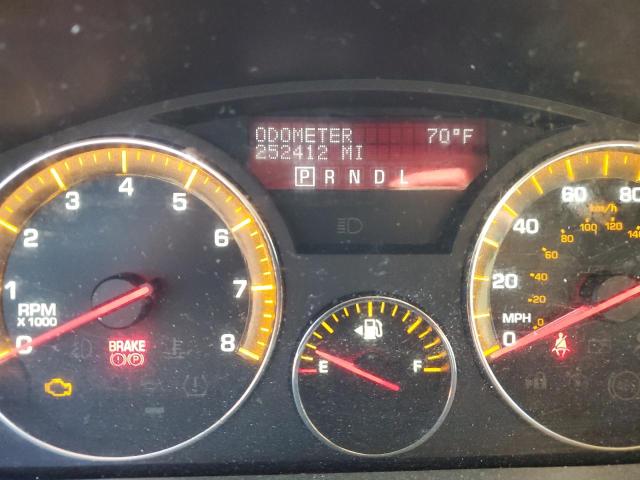 ODOMETER 70°F
252412 MI
P R N D L
1 2 3 4 5 6 7 8
RPM
X 1000
BRAKE
E F
0 20 40 60 80
km/h
0 20 40 60 80 100 120 140
MPH